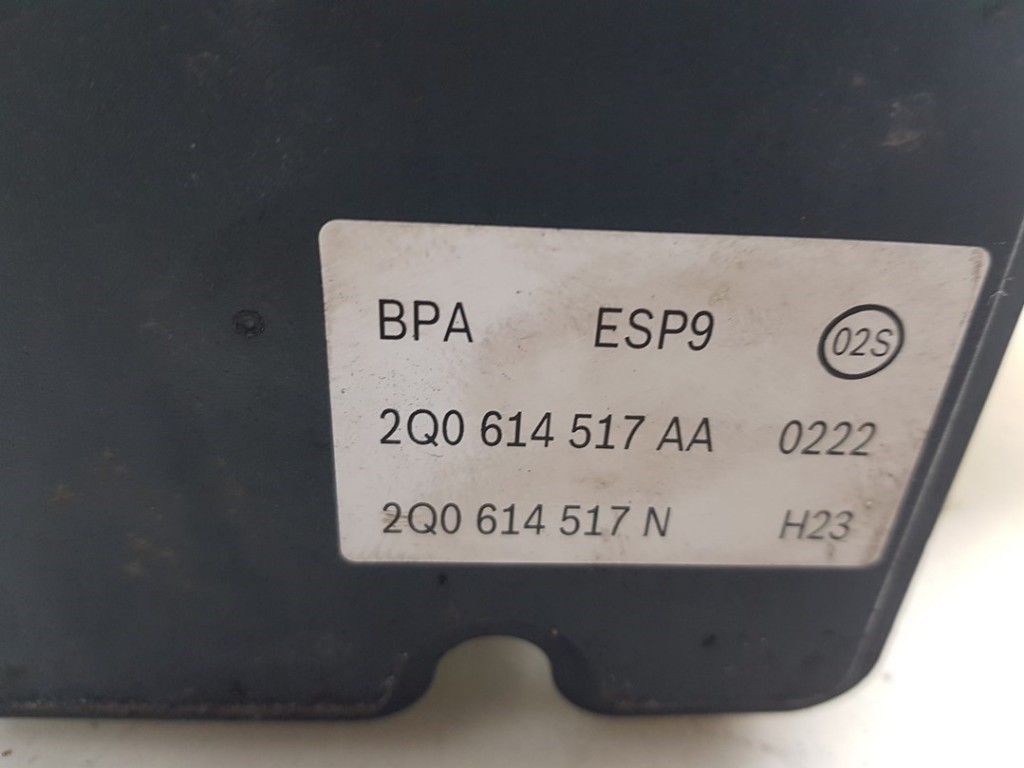 BPA ESP9 02S
2Q0 614 517 AA 0222
2Q0 614 517 N H23